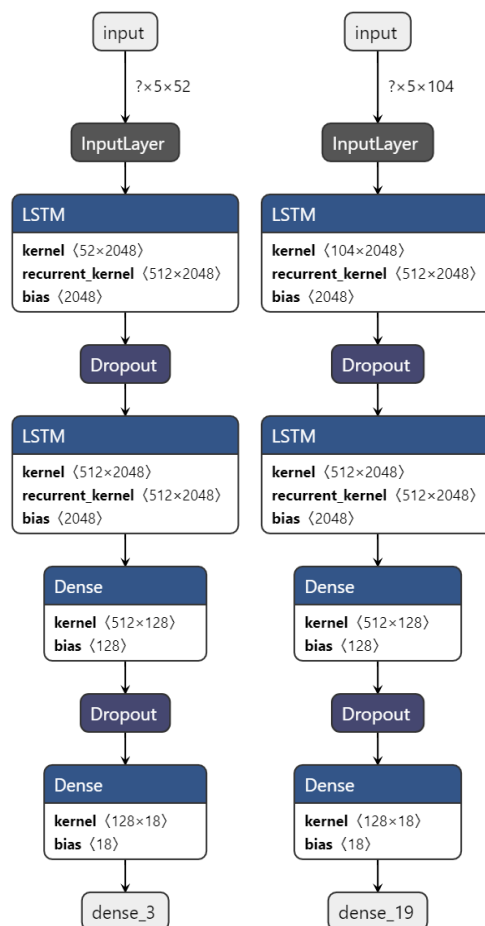 input
?×5×52
InputLayer
LSTM
kernel 〈52×2048〉
recurrent_kernel 〈512×2048〉
bias 〈2048〉
Dropout
LSTM
kernel 〈512×2048〉
recurrent_kernel 〈512×2048〉
bias 〈2048〉
Dense
kernel 〈512×128〉
bias 〈128〉
Dropout
Dense
kernel 〈128×18〉
bias 〈18〉
dense_3
input
?×5×104
InputLayer
LSTM
kernel 〈104×2048〉
recurrent_kernel 〈512×2048〉
bias 〈2048〉
Dropout
LSTM
kernel 〈512×2048〉
recurrent_kernel 〈512×2048〉
bias 〈2048〉
Dense
kernel 〈512×128〉
bias 〈128〉
Dropout
Dense
kernel 〈128×18〉
bias 〈18〉
dense_19